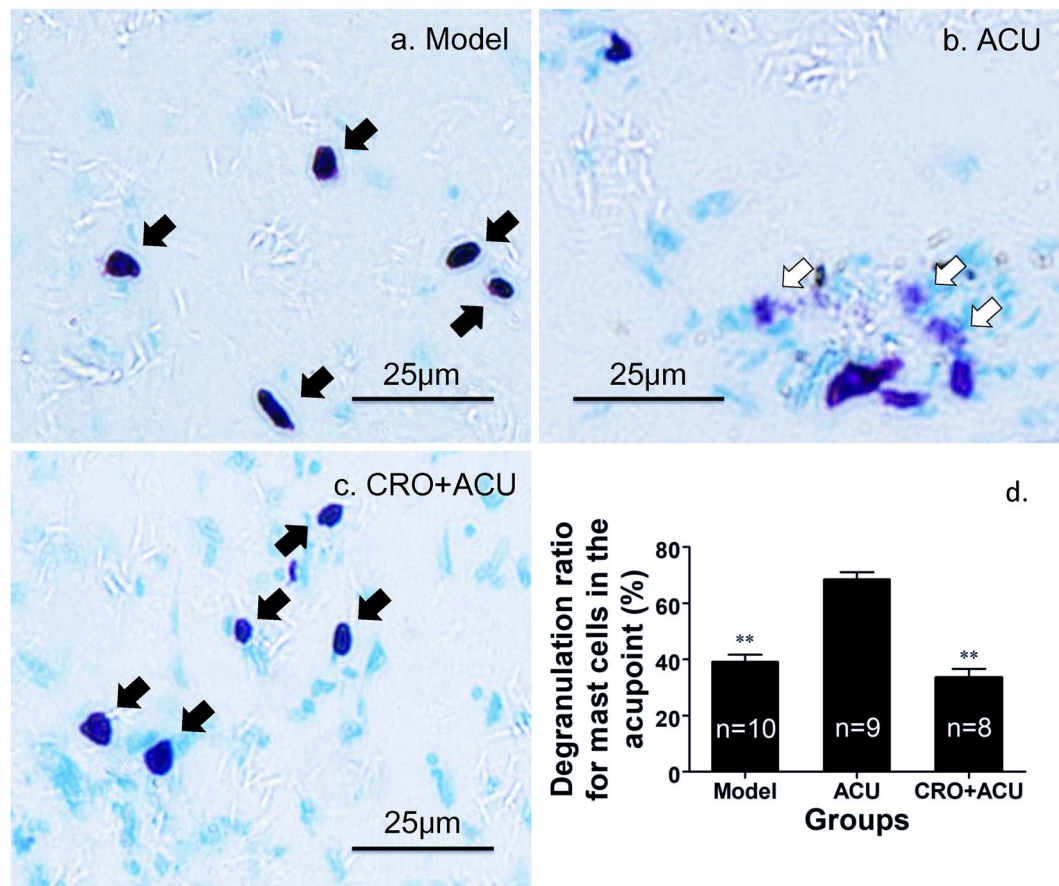 a. Model
25µm
b. ACU
25µm
c. CRO+ACU
25µm
d.
Degranulation ratio
for mast cells in the
acupoint (%)
80
60
40
20
0
**
**
n=10
n=9
n=8
Model
ACU
CRO+ACU
Groups